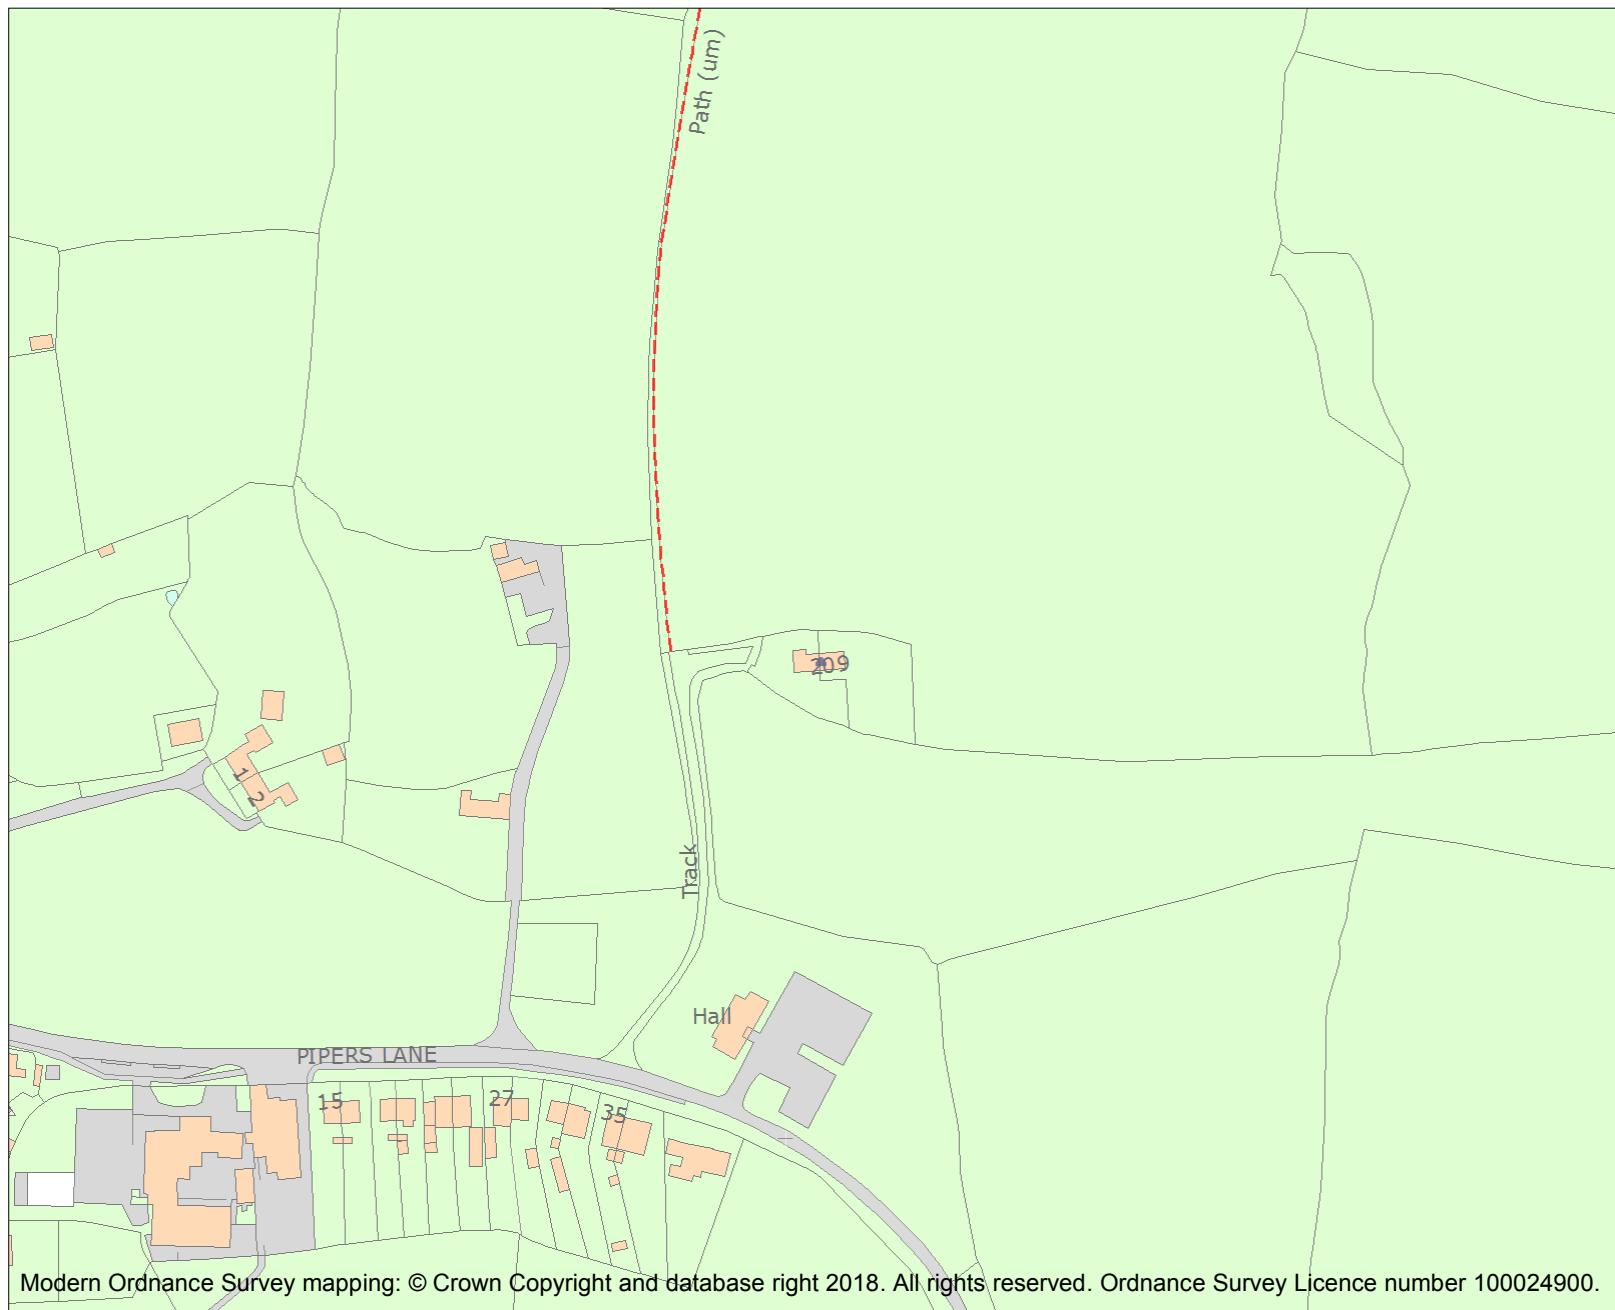 Path (um)
209
1
2
Track
Hall
PIPERS LANE
15
27
35
Modern Ordnance Survey mapping: © Crown Copyright and database right 2018. All rights reserved. Ordnance Survey Licence number 100024900.